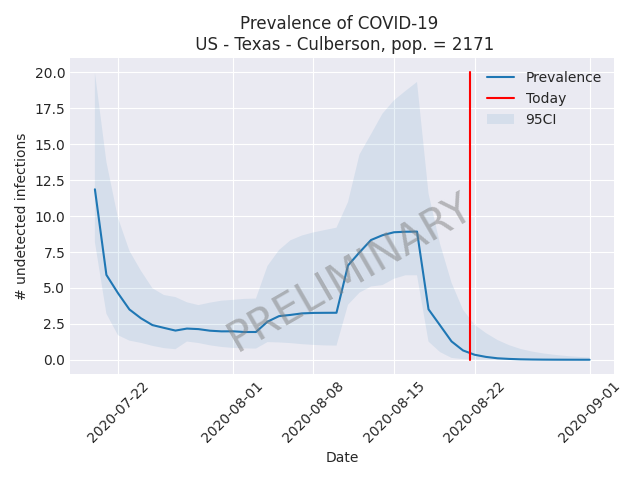 Prevalence of COVID-19
US - Texas - Culberson, pop. = 2171
20.0
17.5
15.0
12.5
10.0
7.5
5.0
2.5
0.0
# undetected infections
Prevalence
Today
95CI
PRELIMINARY
2020-07-22
2020-08-01
2020-08-08
2020-08-15
2020-08-22
2020-09-01
Date